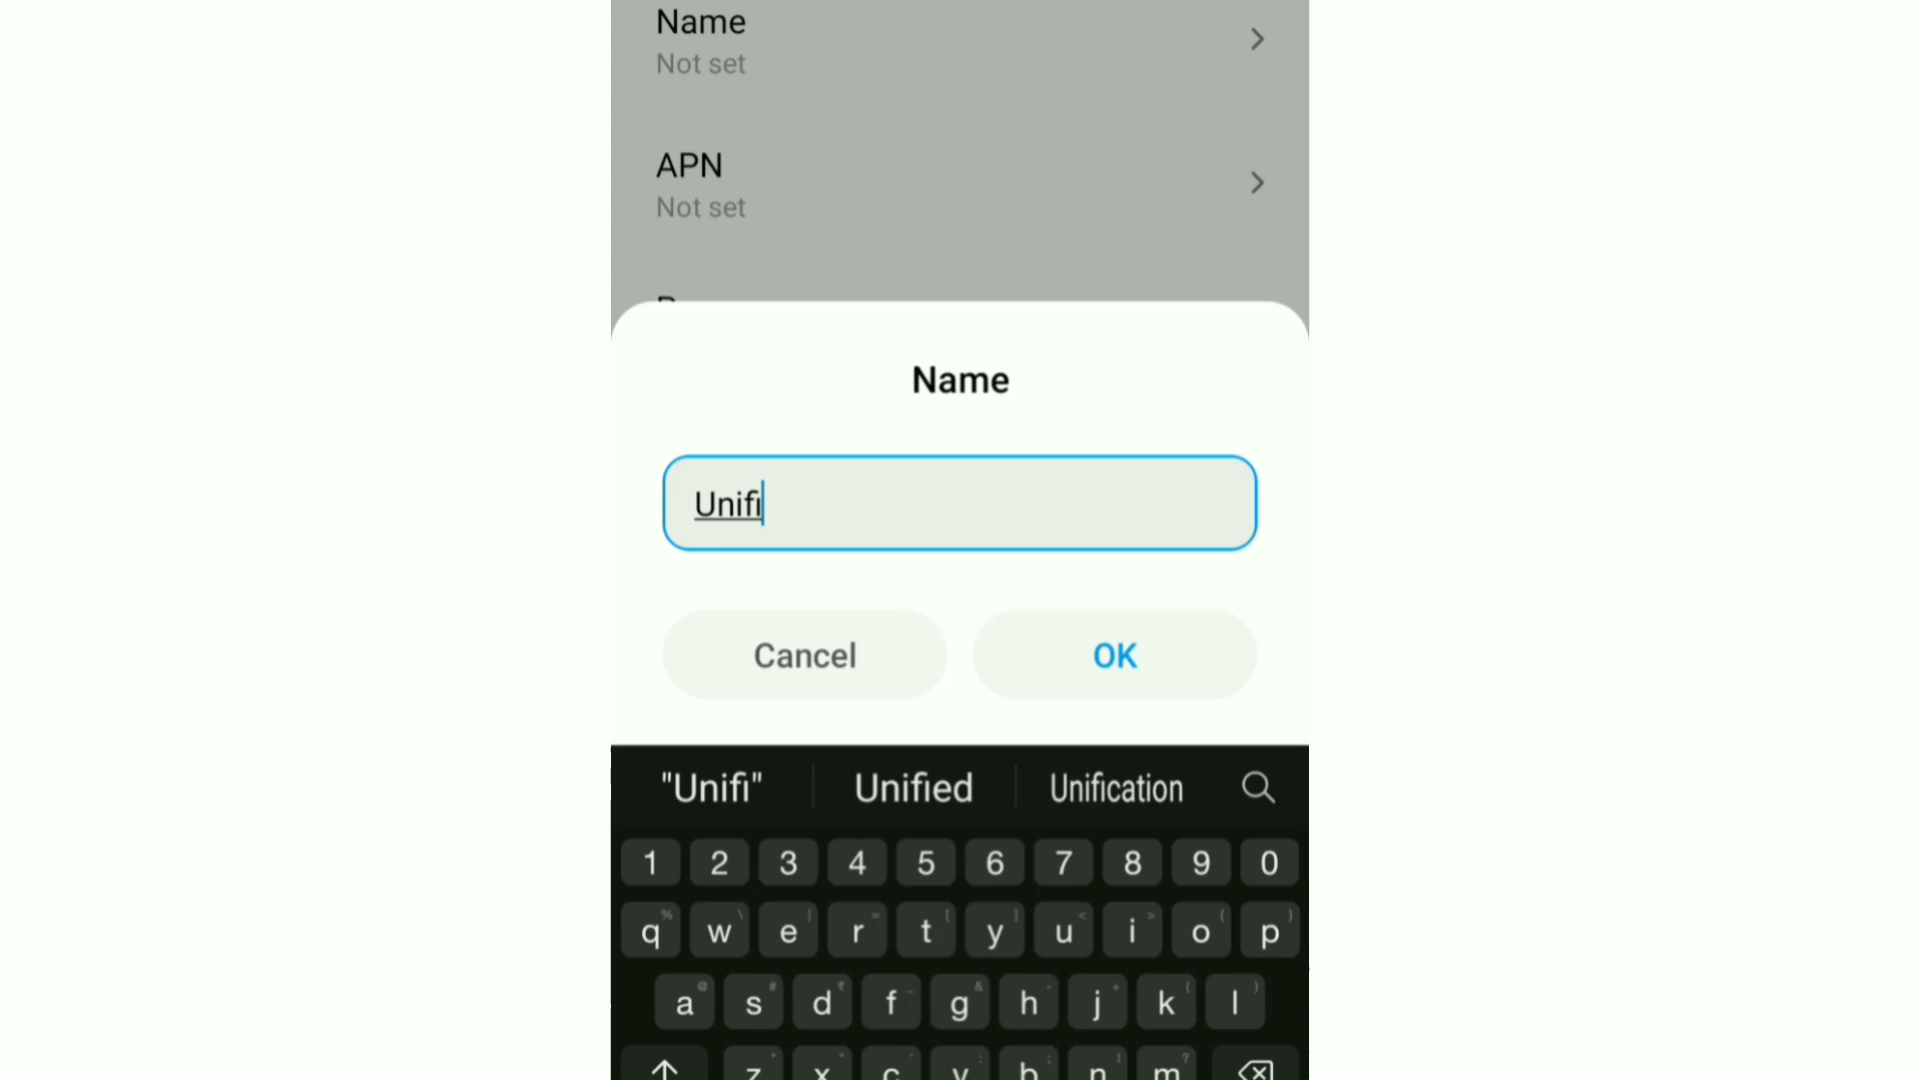 Name
Not set
APN
Not set
Name
Unifi
Cancel OK
"Unifi" Unified Unification
1 2 3 4 5 6 7 8 9 0
q w e r t y u i o p
a s d f g h j k l
z x c v b n m